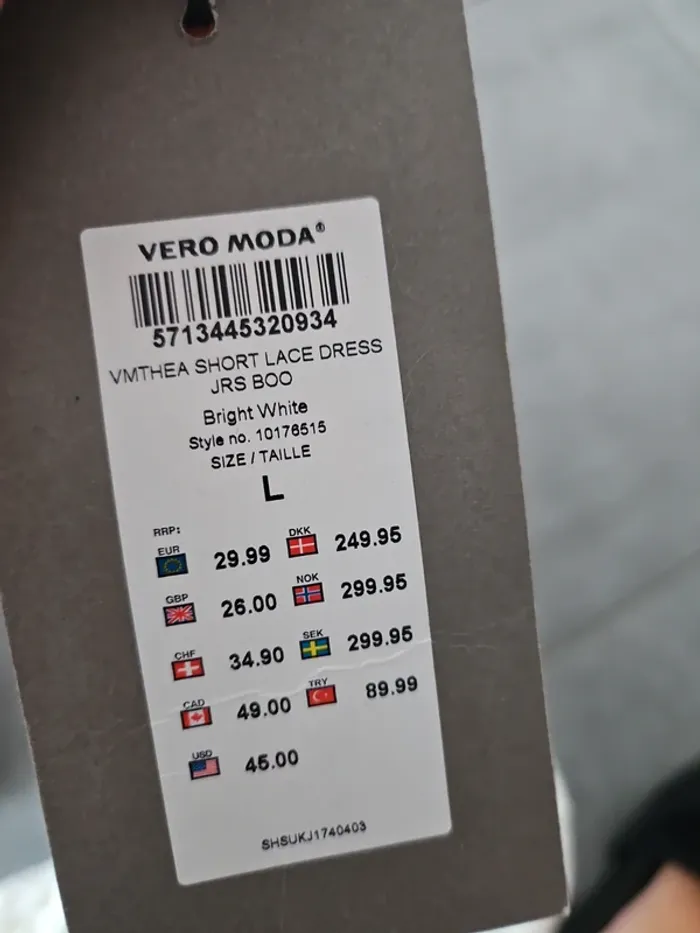 VERO MODA®
5713445320934
VMTHEA SHORT LACE DRESS
JRS BOO
Bright White
Style no. 10176515
SIZE / TAILLE
L
RRP:
EUR 29.99 DKK 249.95
GBP 26.00 NOK 299.95
CHF 34.90 SEK 299.95
CAD 49.00 TRY 89.99
USD 45.00
SHSUKJ1740403